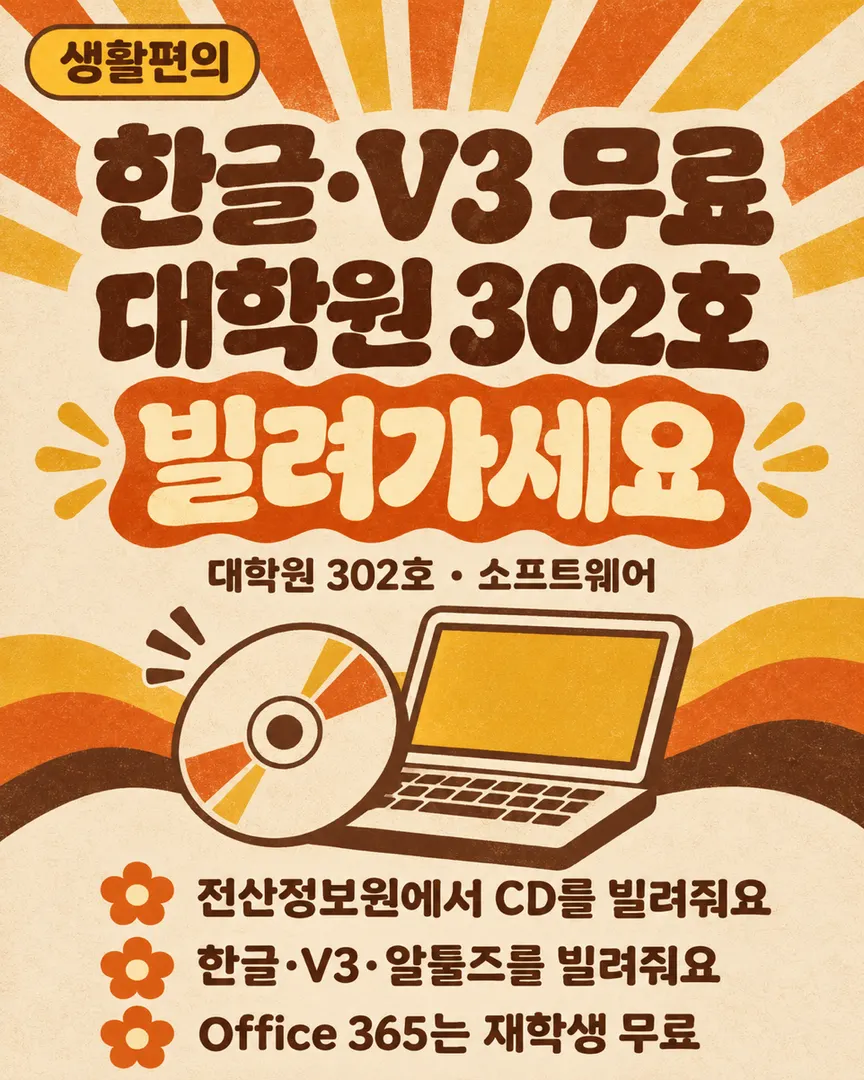 생활편의
한글·V3 무료
대학원 302호
빌려가세요
대학원 302호 · 소프트웨어
전산정보원에서 CD를 빌려줘요
한글·V3·알툴즈를 빌려줘요
Office 365는 재학생 무료